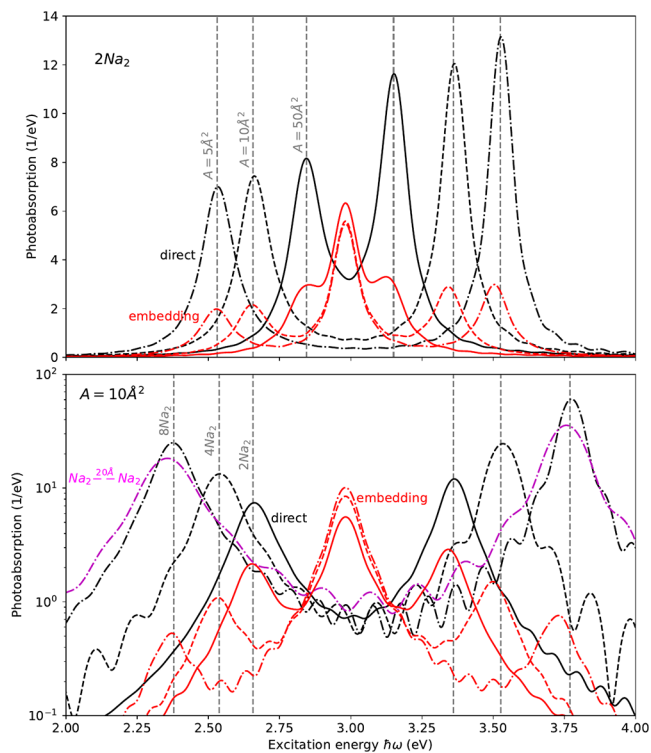 14
12
10
8
6
4
2
0
Photoabsorption (1/eV)
2Na₂
A = 5Å²
A = 10Å²
A = 50Å²
direct
embedding
10²
10¹
10⁰
10⁻¹
Photoabsorption (1/eV)
A = 10Å²
8Na₂
4Na₂
2Na₂
Na₂ 20Å Na₂
direct
embedding
2.00 2.25 2.50 2.75 3.00 3.25 3.50 3.75 4.00
Excitation energy ℏω (eV)